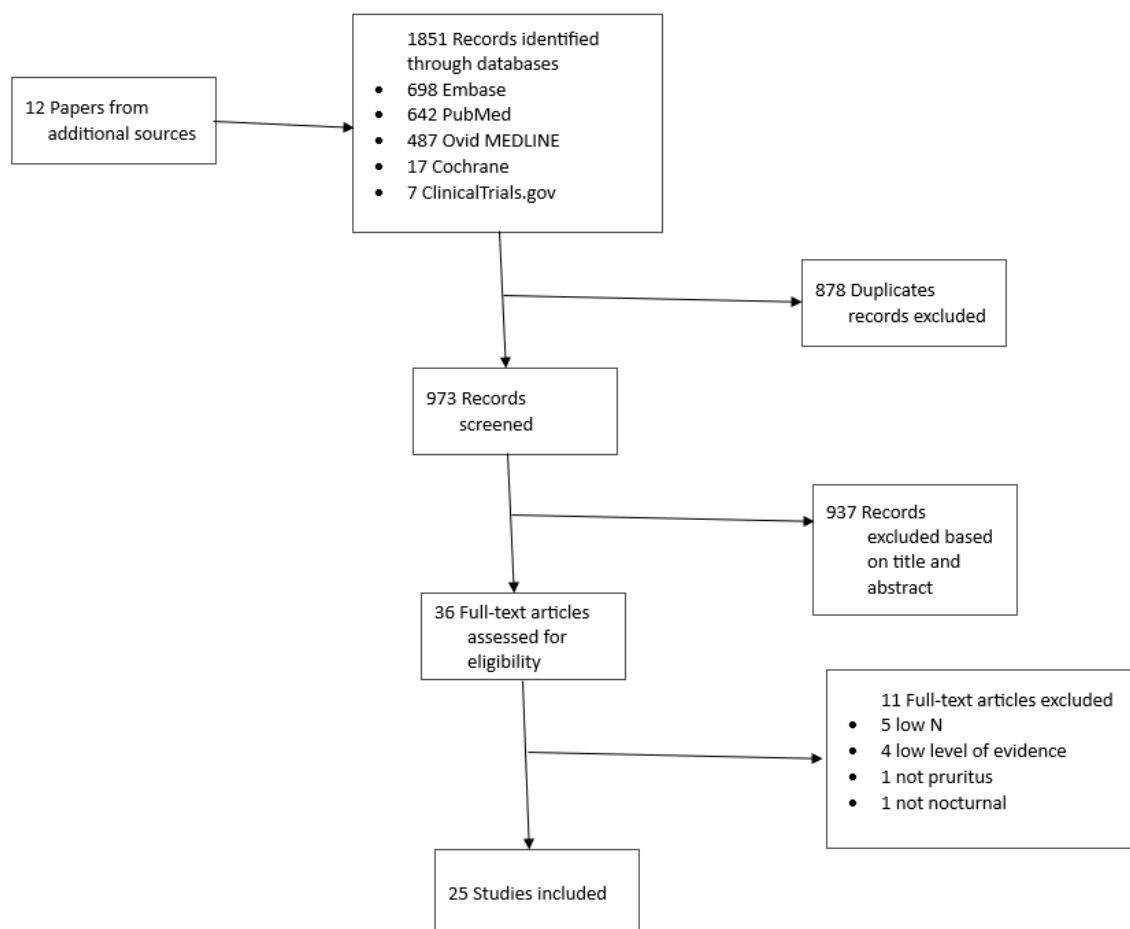 12 Papers from
additional sources
1851 Records identified
through databases
• 698 Embase
• 642 PubMed
• 487 Ovid MEDLINE
• 17 Cochrane
• 7 ClinicalTrials.gov
878 Duplicates
records excluded
973 Records
screened
937 Records
excluded based
on title and
abstract
36 Full-text articles
assessed for
eligibility
11 Full-text articles excluded
• 5 low N
• 4 low level of evidence
• 1 not pruritus
• 1 not nocturnal
25 Studies included